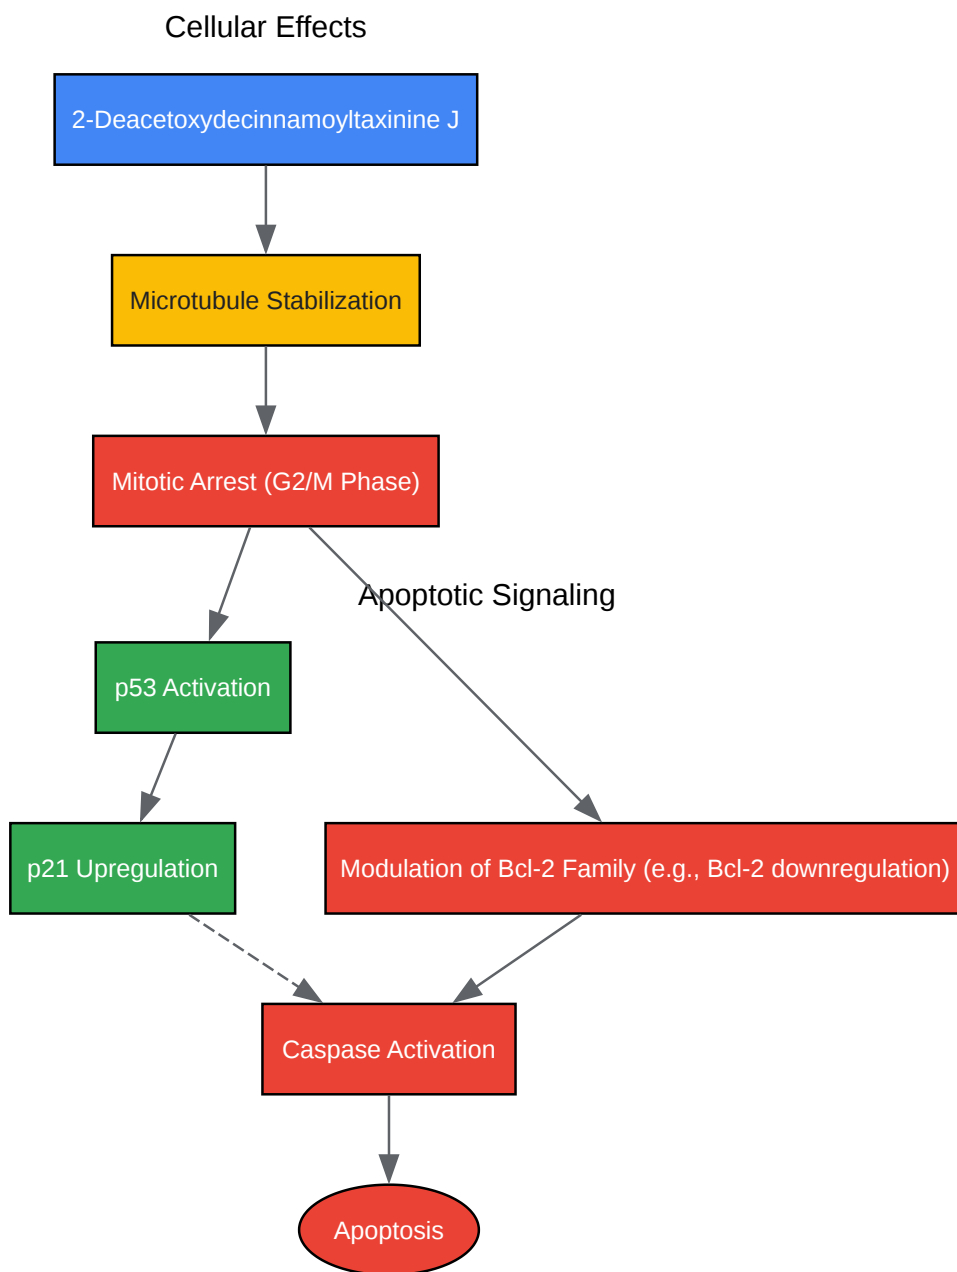 Cellular Effects
2-Deacetoxydecinnamoyltaxinine J
Microtubule Stabilization
Mitotic Arrest (G2/M Phase)
Apoptotic Signaling
p53 Activation
p21 Upregulation
Modulation of Bcl-2 Family (e.g., Bcl-2 downregulation)
Caspase Activation
Apoptosis